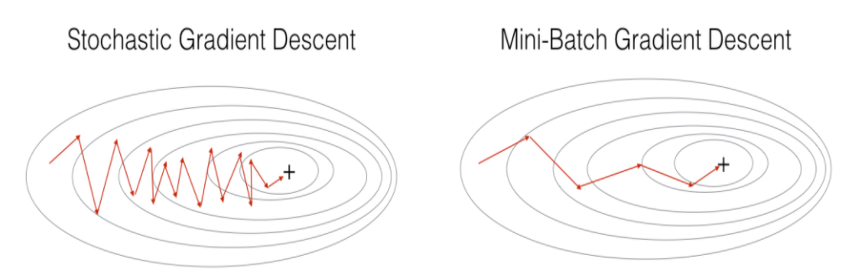 Stochastic Gradient Descent
Mini-Batch Gradient Descent